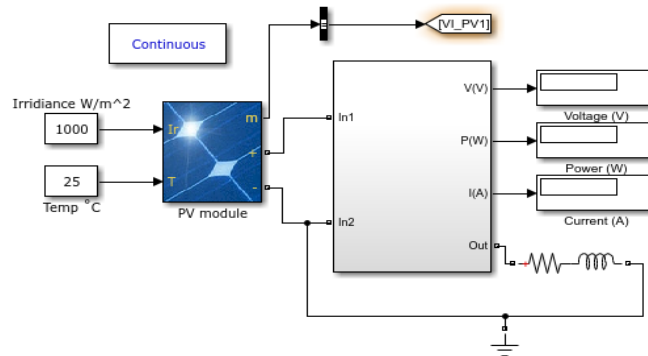 [VI_PV1]
Continuous
Irridiance W/m^2
1000
Ir
m
+
25
T
-
Temp °C
PV module
In1
In2
V(V)
P(W)
I(A)
Out
Voltage (V)
Power (W)
Current (A)
+